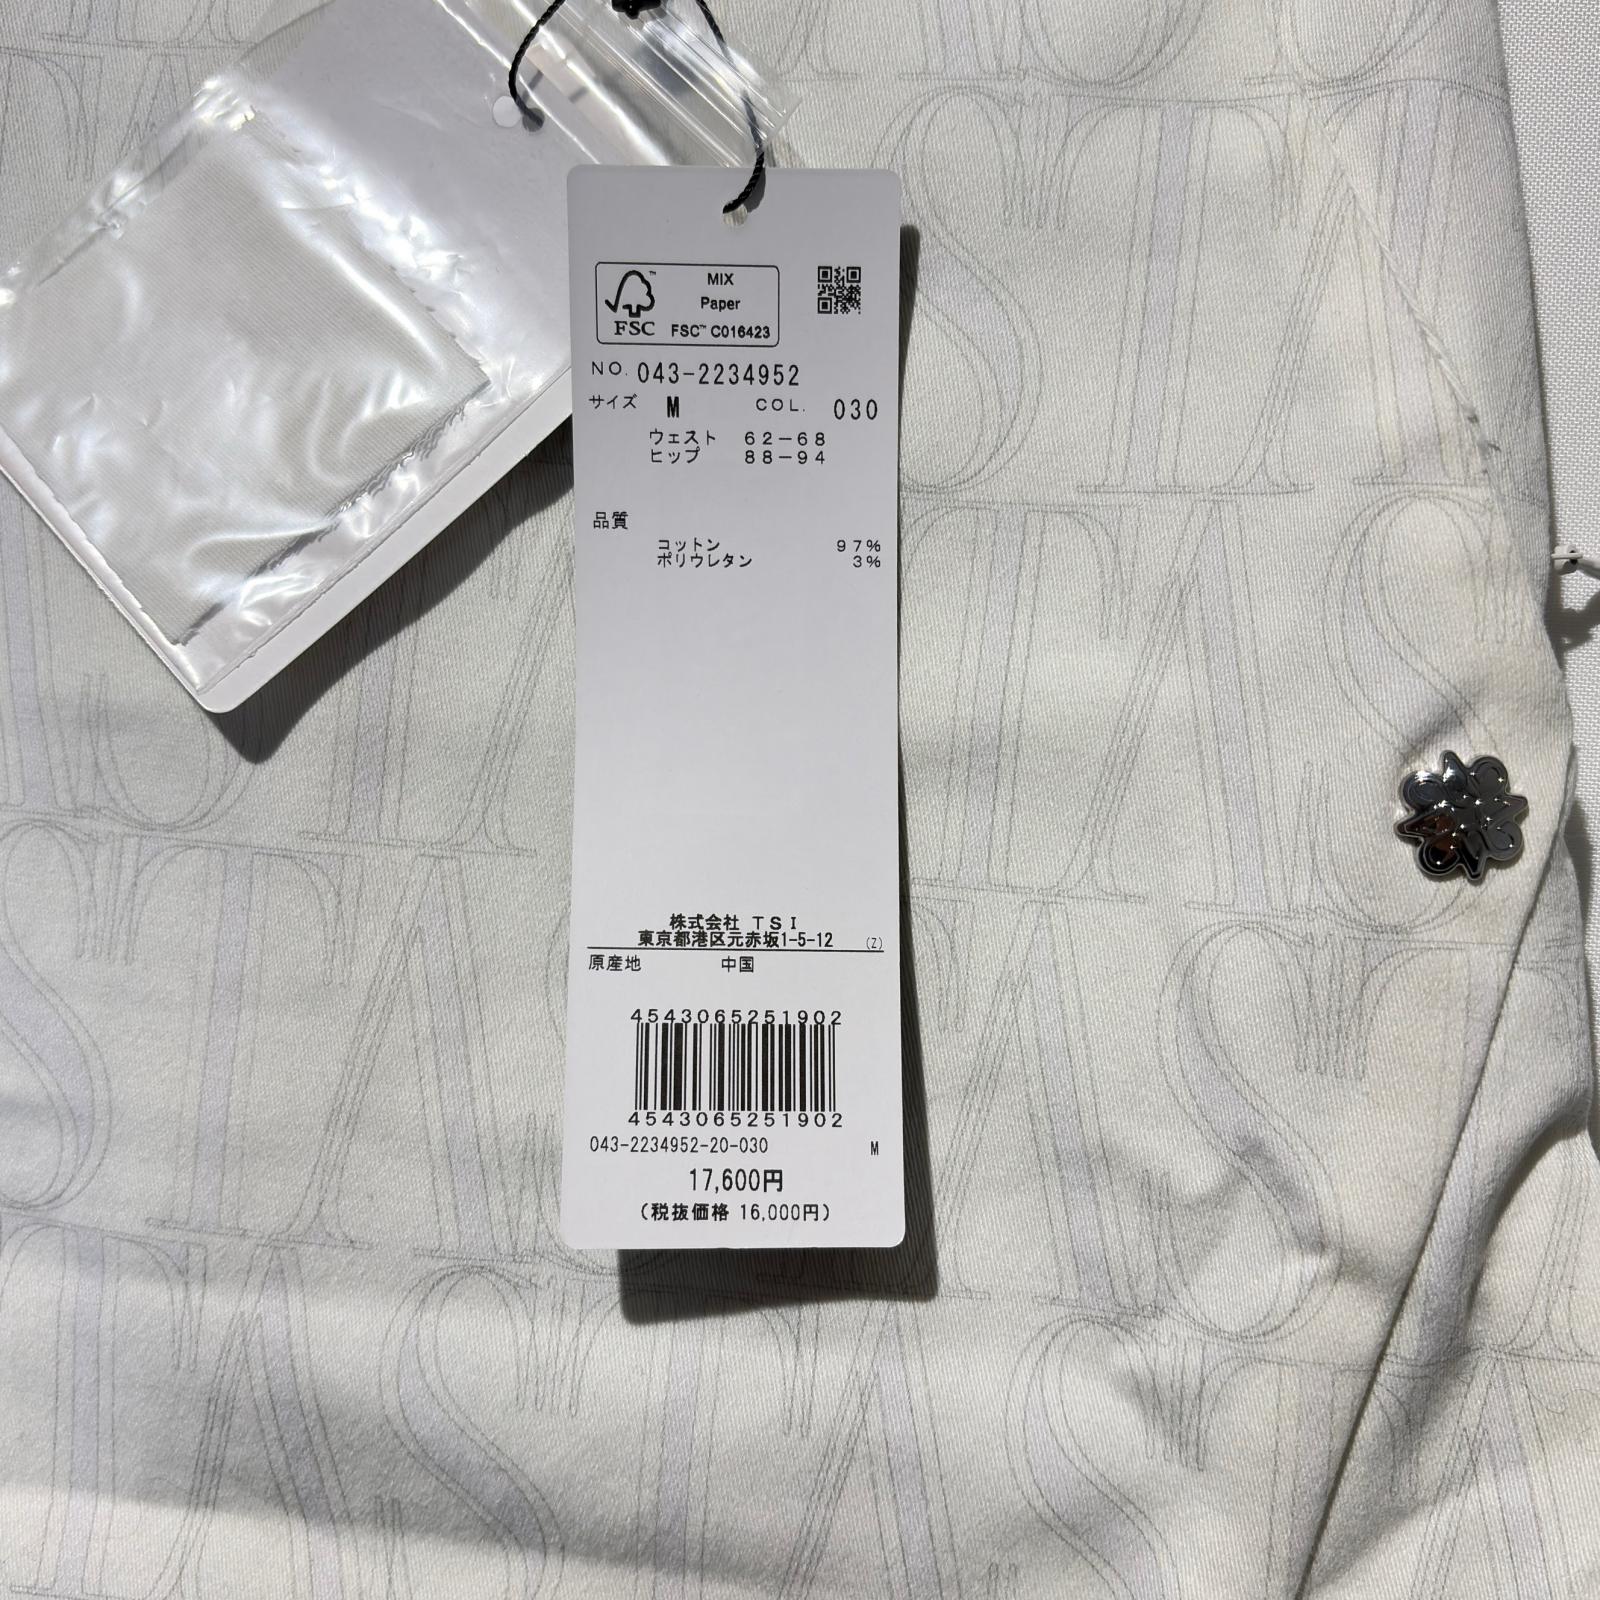 MIX
Paper
FSC™ FSC™ C016423
NO. 043-2234952
サイズ M COL. 030
ウェスト 62-68
ヒップ 88-94
品質
コットン 97%
ポリウレタン 3%
株式会社 TSI
東京都港区元赤坂1-5-12 (Z)
原産地 中国
4543065251902
4543065251902
043-2234952-20-030 M
17,600円
(税抜価格 16,000円)